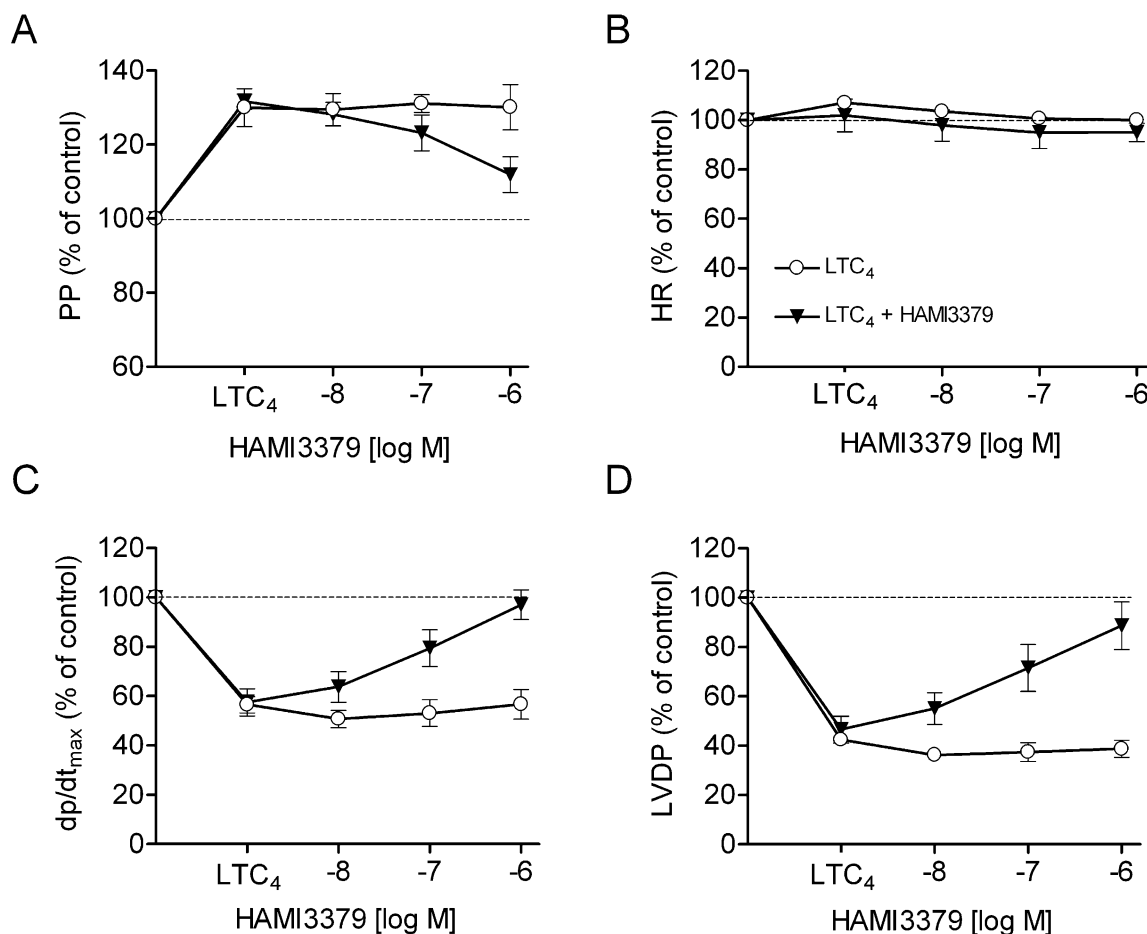 A
PP (% of control)
140
120
100
80
60
LTC₄ -8 -7 -6
HAMI3379 [log M]
B
HR (% of control)
120
100
80
60
40
20
0
LTC₄
LTC₄ + HAMI3379
LTC₄ -8 -7 -6
HAMI3379 [log M]
C
dp/dtₘₐₓ (% of control)
120
100
80
60
40
20
0
LTC₄ -8 -7 -6
HAMI3379 [log M]
D
LVDP (% of control)
120
100
80
60
40
20
0
LTC₄ -8 -7 -6
HAMI3379 [log M]